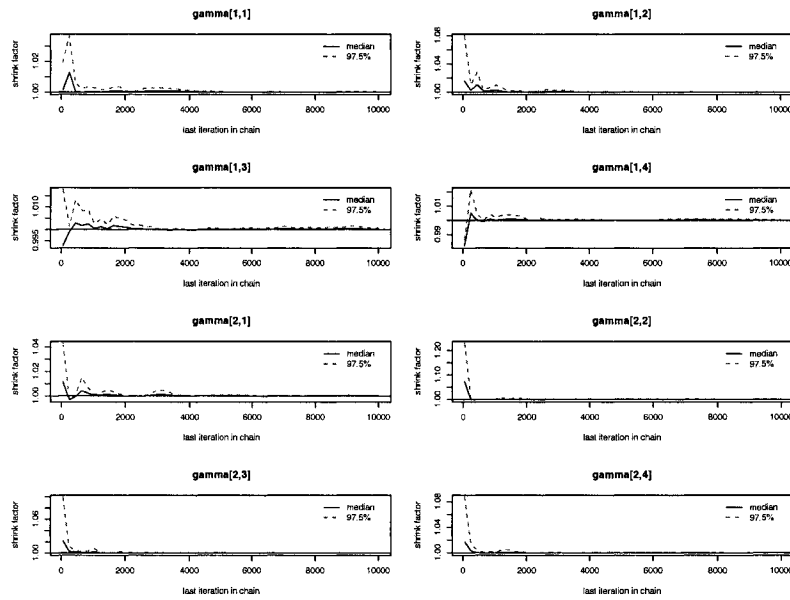 gamma[1,1]
shrink factor
1.00 1.02
median
97.5%
0 2000 4000 6000 8000 10000
last iteration in chain
gamma[1,2]
shrink factor
1.00 1.04 1.08
median
97.5%
0 2000 4000 6000 8000 10000
last iteration in chain
gamma[1,3]
shrink factor
0.995 1.010
median
97.5%
0 2000 4000 6000 8000 10000
last iteration in chain
gamma[1,4]
shrink factor
0.99 1.01
median
97.5%
0 2000 4000 6000 8000 10000
last iteration in chain
gamma[2,1]
shrink factor
1.00 1.02 1.04
median
97.5%
0 2000 4000 6000 8000 10000
last iteration in chain
gamma[2,2]
shrink factor
1.00 1.10 1.20
median
97.5%
0 2000 4000 6000 8000 10000
last iteration in chain
gamma[2,3]
shrink factor
1.00 1.06
median
97.5%
0 2000 4000 6000 8000 10000
last iteration in chain
gamma[2,4]
shrink factor
1.00 1.04 1.08
median
97.5%
0 2000 4000 6000 8000 10000
last iteration in chain